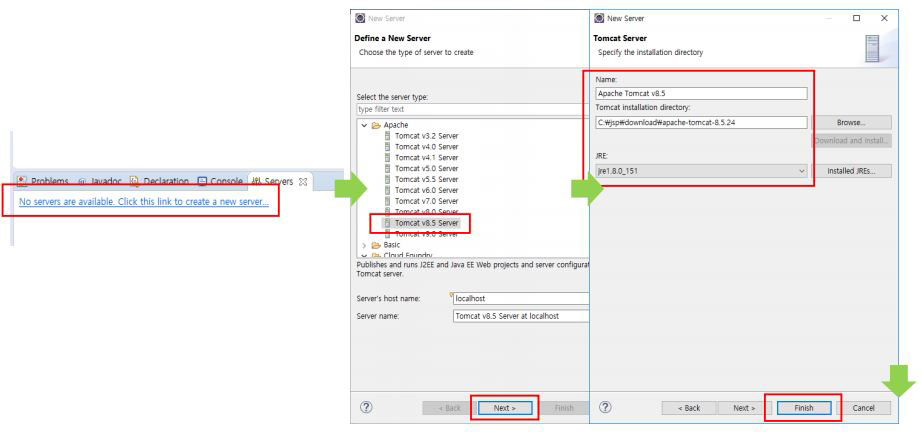 Problems @ Javadoc Declaration Console Servers
No servers are available. Click this link to create a new server...
New Server
Define a New Server
Choose the type of server to create
Select the server type:
type filter text
Apache
Tomcat v3.2 Server
Tomcat v4.0 Server
Tomcat v4.1 Server
Tomcat v5.0 Server
Tomcat v5.5 Server
Tomcat v6.0 Server
Tomcat v7.0 Server
Tomcat v8.0 Server
Tomcat v8.5 Server
Tomcat v9.0 Server
Basic
Cloud Foundry
Publishes and runs J2EE and Java EE Web projects and server configurat
Tomcat server.
Server's host name: localhost
Server name: Tomcat v8.5 Server at localhost
? < Back Next > Finish
New Server
Tomcat Server
Specify the installation directory
Name:
Apache Tomcat v8.5
Tomcat installation directory:
C:₩jsp₩download₩apache-tomcat-8.5.24 Browse...
Download and Install...
JRE:
jre1.8.0_151 Installed JREs...
? < Back Next > Finish Cancel